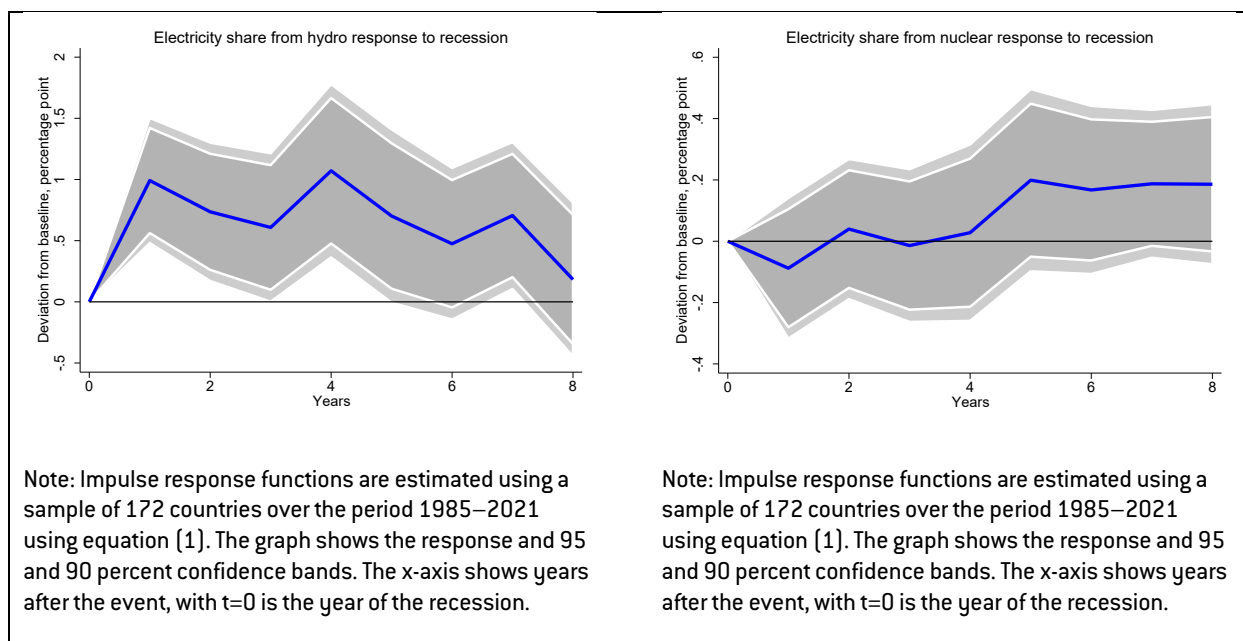 Electricity share from hydro response to recession
Deviation from baseline, percentage point
2
1.5
1
.5
0
-.5
0 2 4 6 8
Years
Note: Impulse response functions are estimated using a
sample of 172 countries over the period 1985–2021
using equation (1). The graph shows the response and 95
and 90 percent confidence bands. The x-axis shows years
after the event, with t=0 is the year of the recession.
Electricity share from nuclear response to recession
Deviation from baseline, percentage point
.6
.4
.2
0
-.2
-.4
0 2 4 6 8
Years
Note: Impulse response functions are estimated using a
sample of 172 countries over the period 1985–2021
using equation (1). The graph shows the response and 95
and 90 percent confidence bands. The x-axis shows years
after the event, with t=0 is the year of the recession.